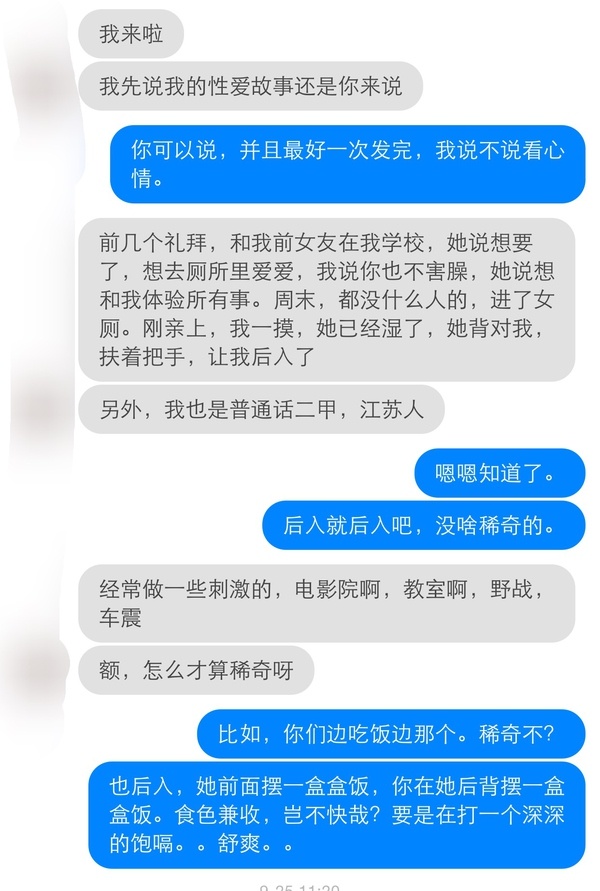 我来啦
我先说我的性爱故事还是你来说
你可以说，并且最好一次发完，我说不说看心
情。
前几个礼拜，和我前女友在我学校，她说想要
了，想去厕所里爱爱，我说你也不害臊，她说想
和我体验所有事。周末，都没什么人的，进了女
厕。刚亲上，我一摸，她已经湿了，她背对我，
扶着把手，让我后入了
另外，我也是普通话二甲，江苏人
嗯嗯知道了。
后入就后入吧，没啥稀奇的。
经常做一些刺激的，电影院啊，教室啊，野战，
车震
额，怎么才算稀奇呀
比如，你们边吃饭边那个。稀奇不？
也后入，她前面摆一盒盒饭，你在她后背摆一盒
盒饭。食色兼收，岂不快哉？要是在打一个深深
的饱嗝。。舒爽。。